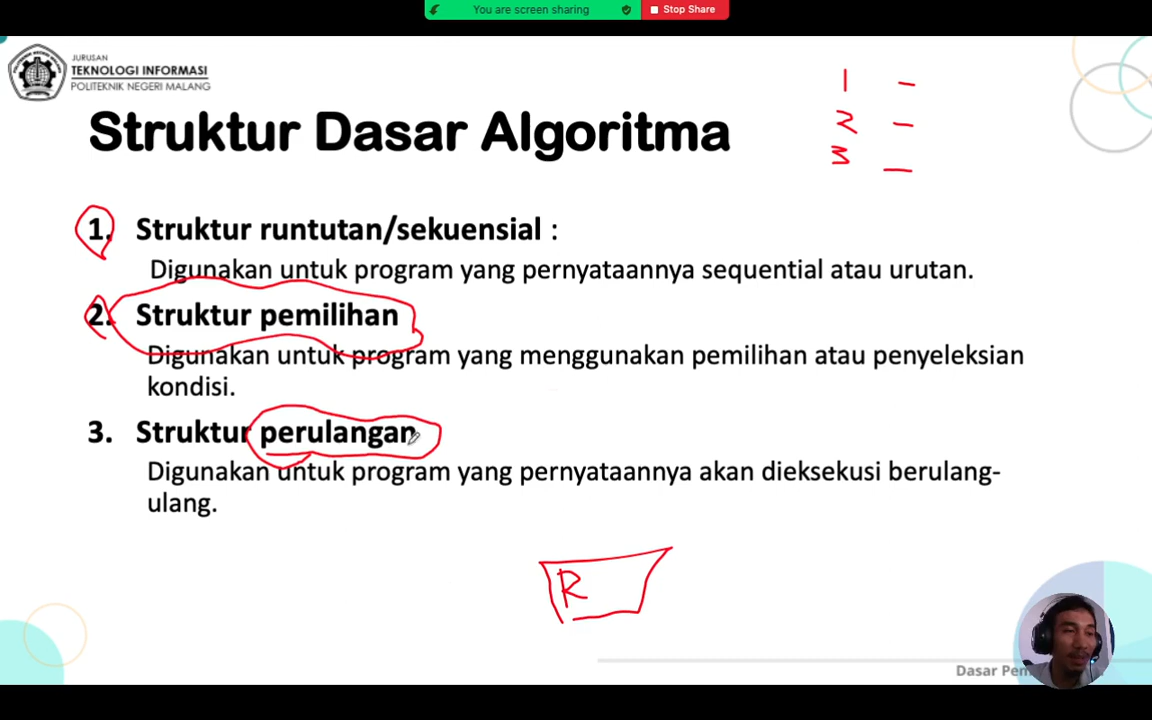 You are screen sharing
Stop Share
JURUSAN
TEKNOLOGI INFORMASI
POLITEKNIK NEGERI MALANG
Struktur Dasar Algoritma
1 -
2 -
3 -
1. Struktur runtutan/sekuensial :
Digunakan untuk program yang pernyataannya sequential atau urutan.
2. Struktur pemilihan
Digunakan untuk program yang menggunakan pemilihan atau penyeleksian
kondisi.
3. Struktur perulangan
Digunakan untuk program yang pernyataannya akan dieksekusi berulang-
ulang.
R
Dasar